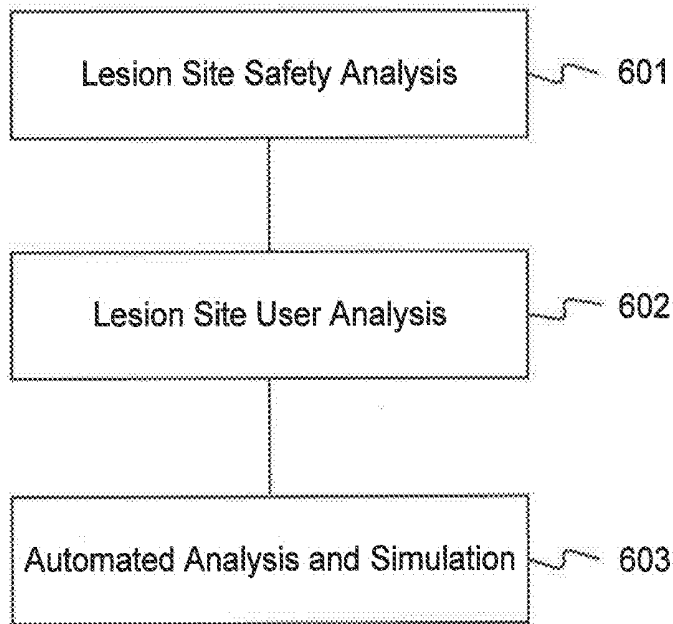 Lesion Site Safety Analysis
601
Lesion Site User Analysis
602
Automated Analysis and Simulation
603